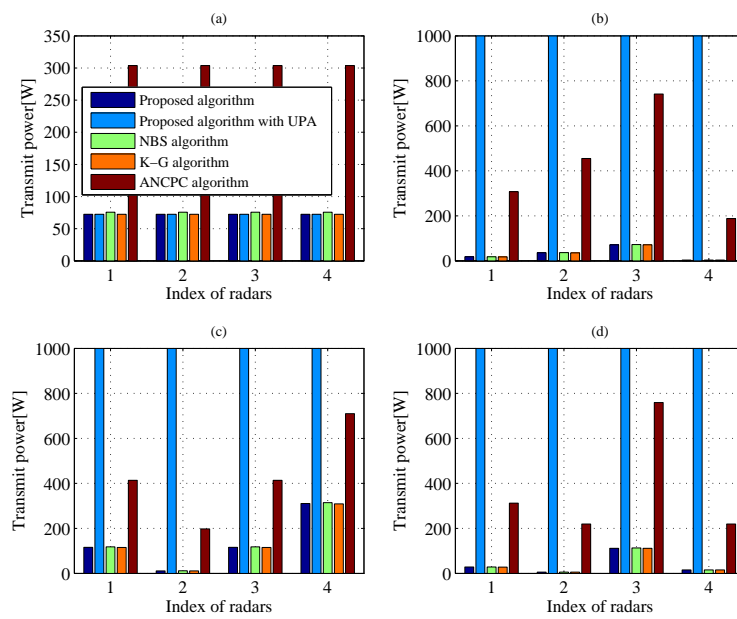 (a)
350
300
250
200
150
100
50
0
Transmit power[W]
Proposed algorithm
Proposed algorithm with UPA
NBS algorithm
K−G algorithm
ANCPC algorithm
1 2 3 4
Index of radars
(b)
1000
800
600
400
200
0
Transmit power[W]
1 2 3 4
Index of radars
(c)
1000
800
600
400
200
0
Transmit power[W]
1 2 3 4
Index of radars
(d)
1000
800
600
400
200
0
Transmit power[W]
1 2 3 4
Index of radars